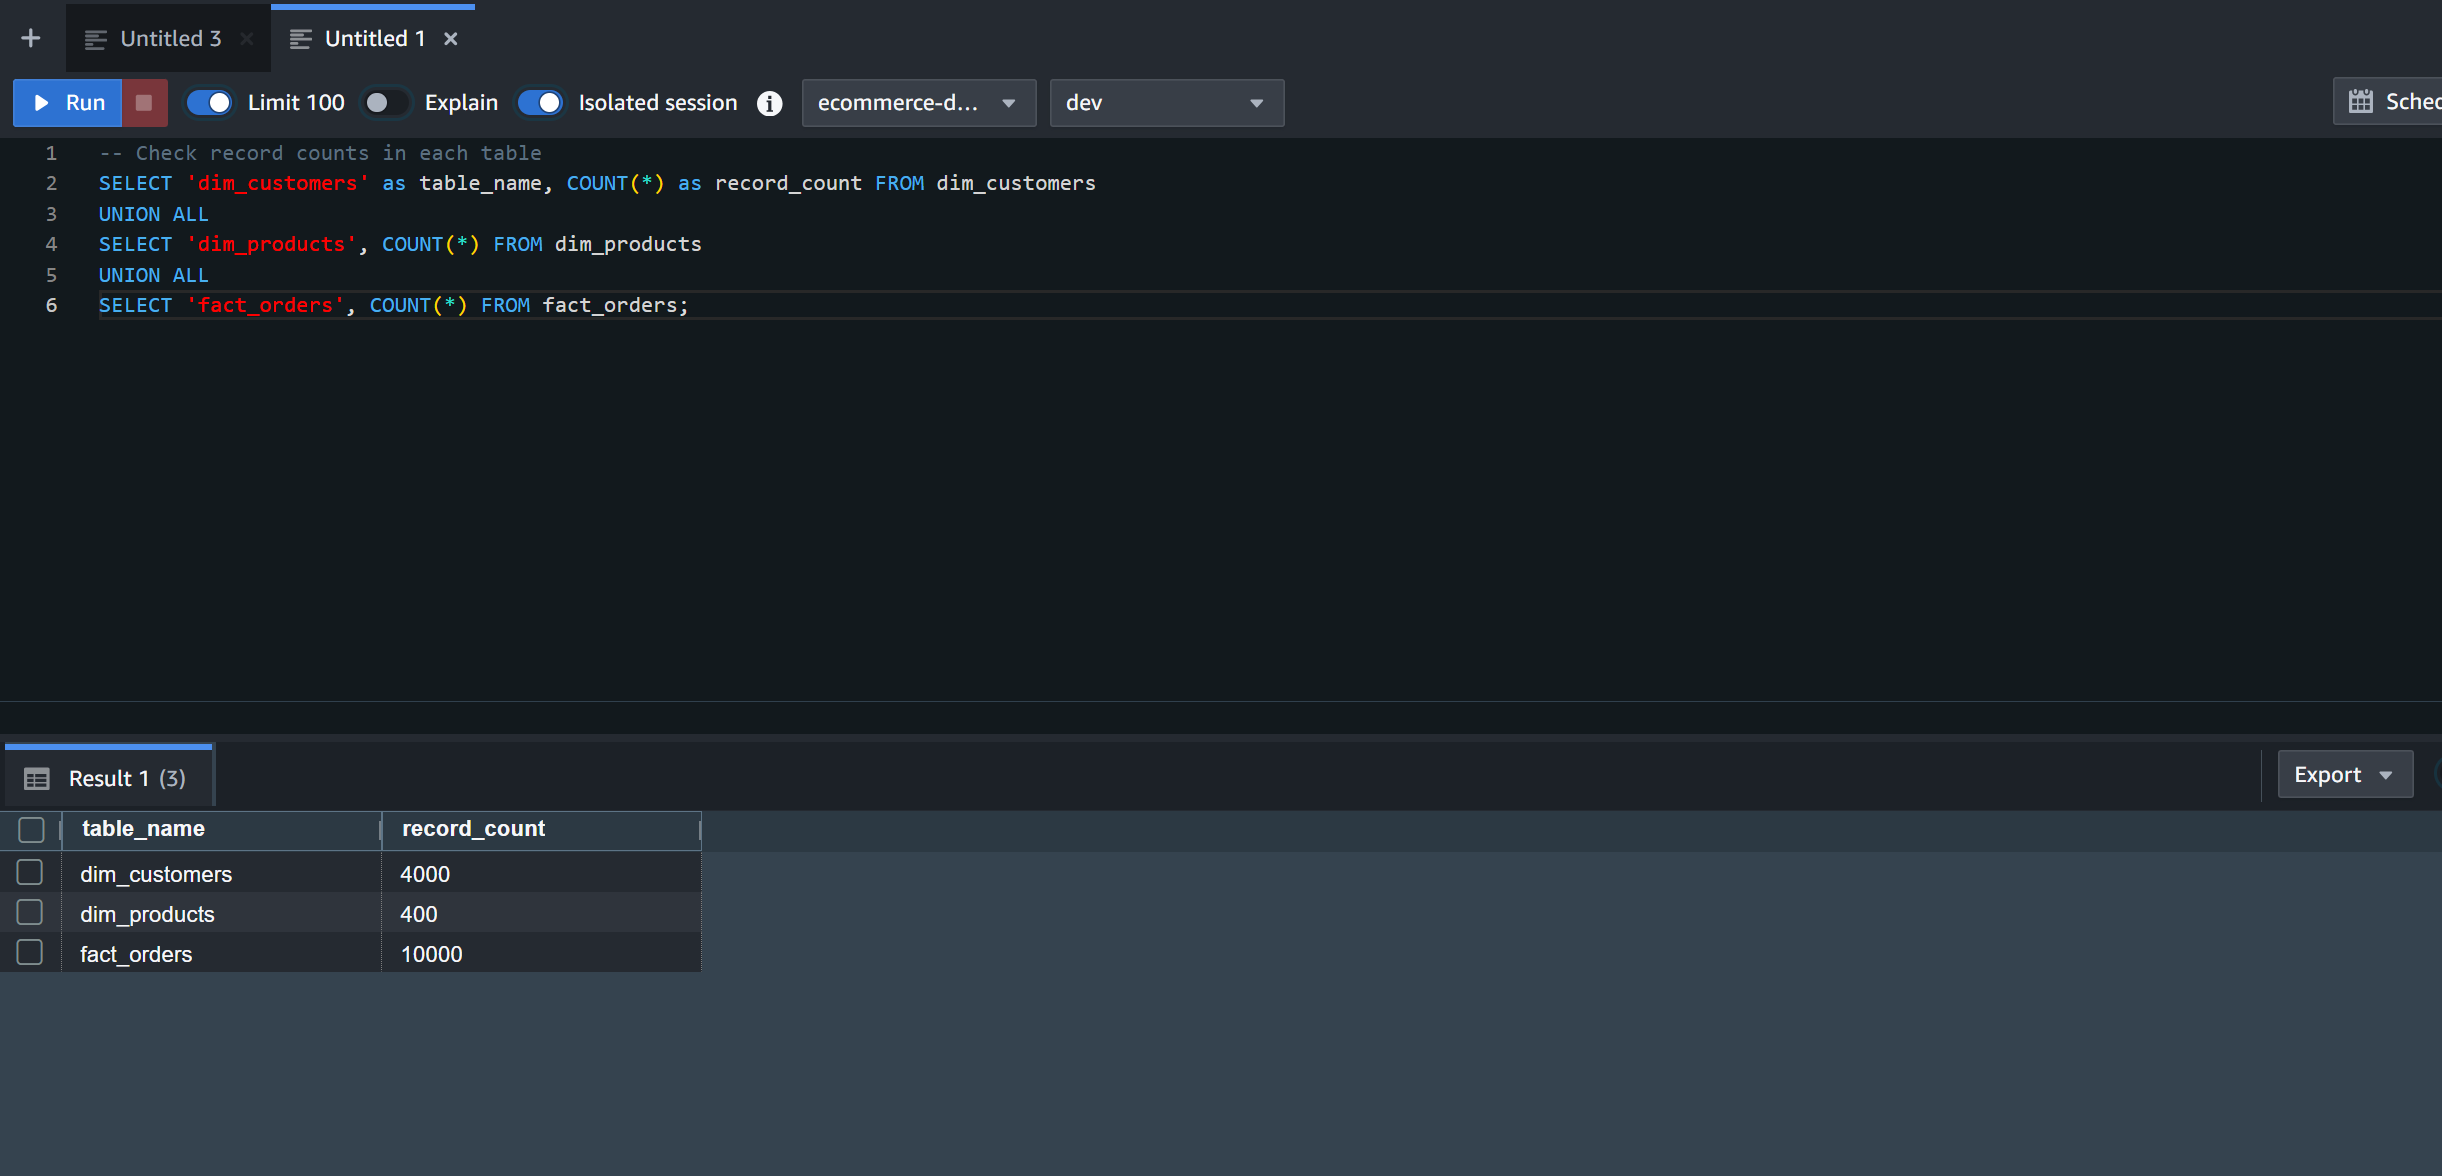 Untitled 3
Untitled 1
Run Limit 100 Explain Isolated session ecommerce-d... dev
1 -- Check record counts in each table
2 SELECT 'dim_customers' as table_name, COUNT(*) as record_count FROM dim_customers
3 UNION ALL
4 SELECT 'dim_products', COUNT(*) FROM dim_products
5 UNION ALL
6 SELECT 'fact_orders', COUNT(*) FROM fact_orders;
Result 1 (3)
Export
table_name record_count
dim_customers 4000
dim_products 400
fact_orders 10000